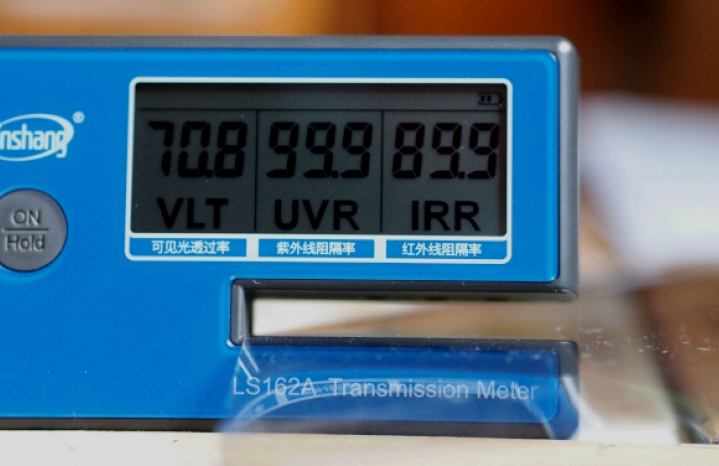 nshang®
ON
Hold
70.8 99.9 89.9
VLT UVR IRR
可见光透过率 紫外线阻隔率 红外线阻隔率
LS162A Transmission Meter